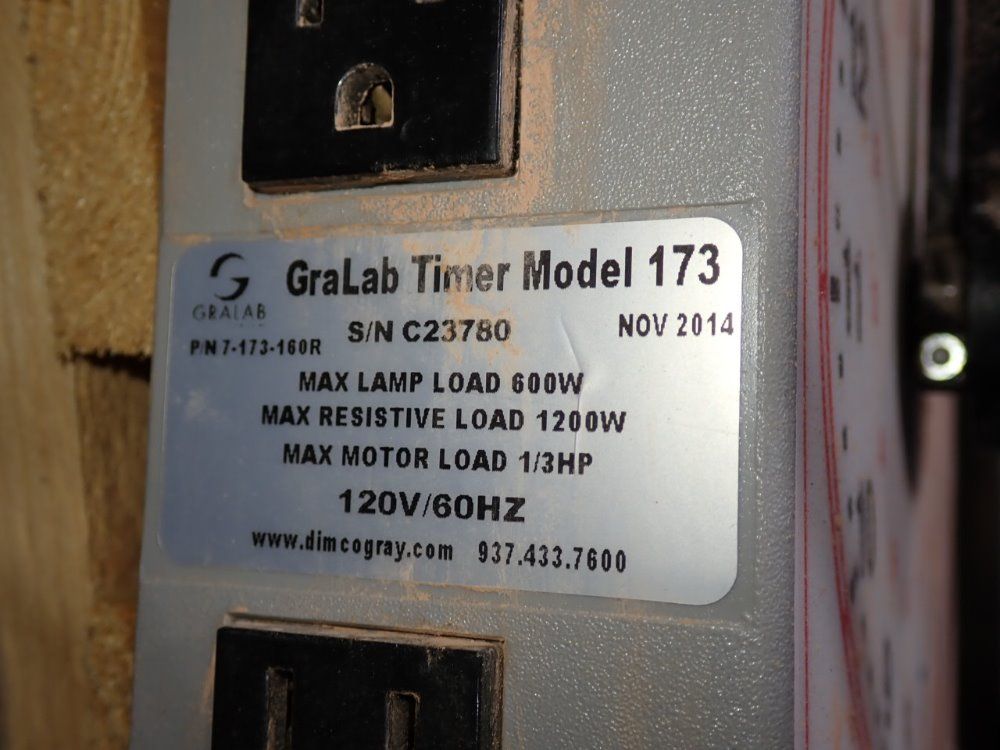 GraLab Timer Model 173
GRALAB
S/N C23780
NOV 2014
P/N 7-173-160R
MAX LAMP LOAD 600W
MAX RESISTIVE LOAD 1200W
MAX MOTOR LOAD 1/3HP
120V/60HZ
www.dimcogray.com 937.433.7600